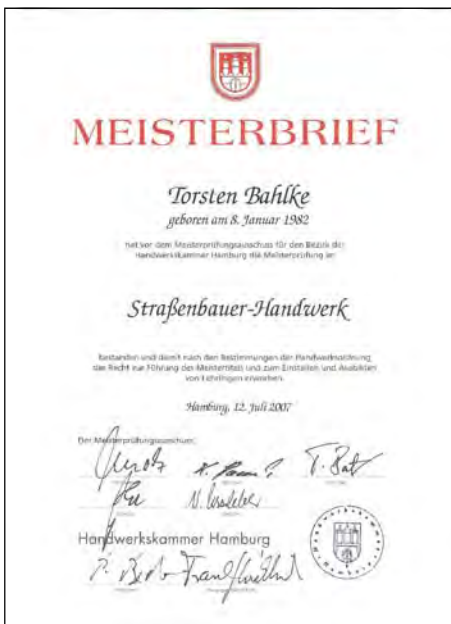 MEISTERBRIEF
Torsten Bahlke
geboren am 8. Januar 1982
hat vor dem Meisterprüfungsausschuss für den Bezirk der
Handwerkskammer Hamburg die Meisterprüfung im
Straßenbauer-Handwerk
bestanden und damit nach den Bestimmungen der Handwerksordnung
das Recht zur Führung des Meistertitels und zum Einstellen und Ausbilden
von Lehrlingen erworben.
Hamburg, 12. Juli 2007
Der Meisterprüfungsausschuss:
Handwerkskammer Hamburg